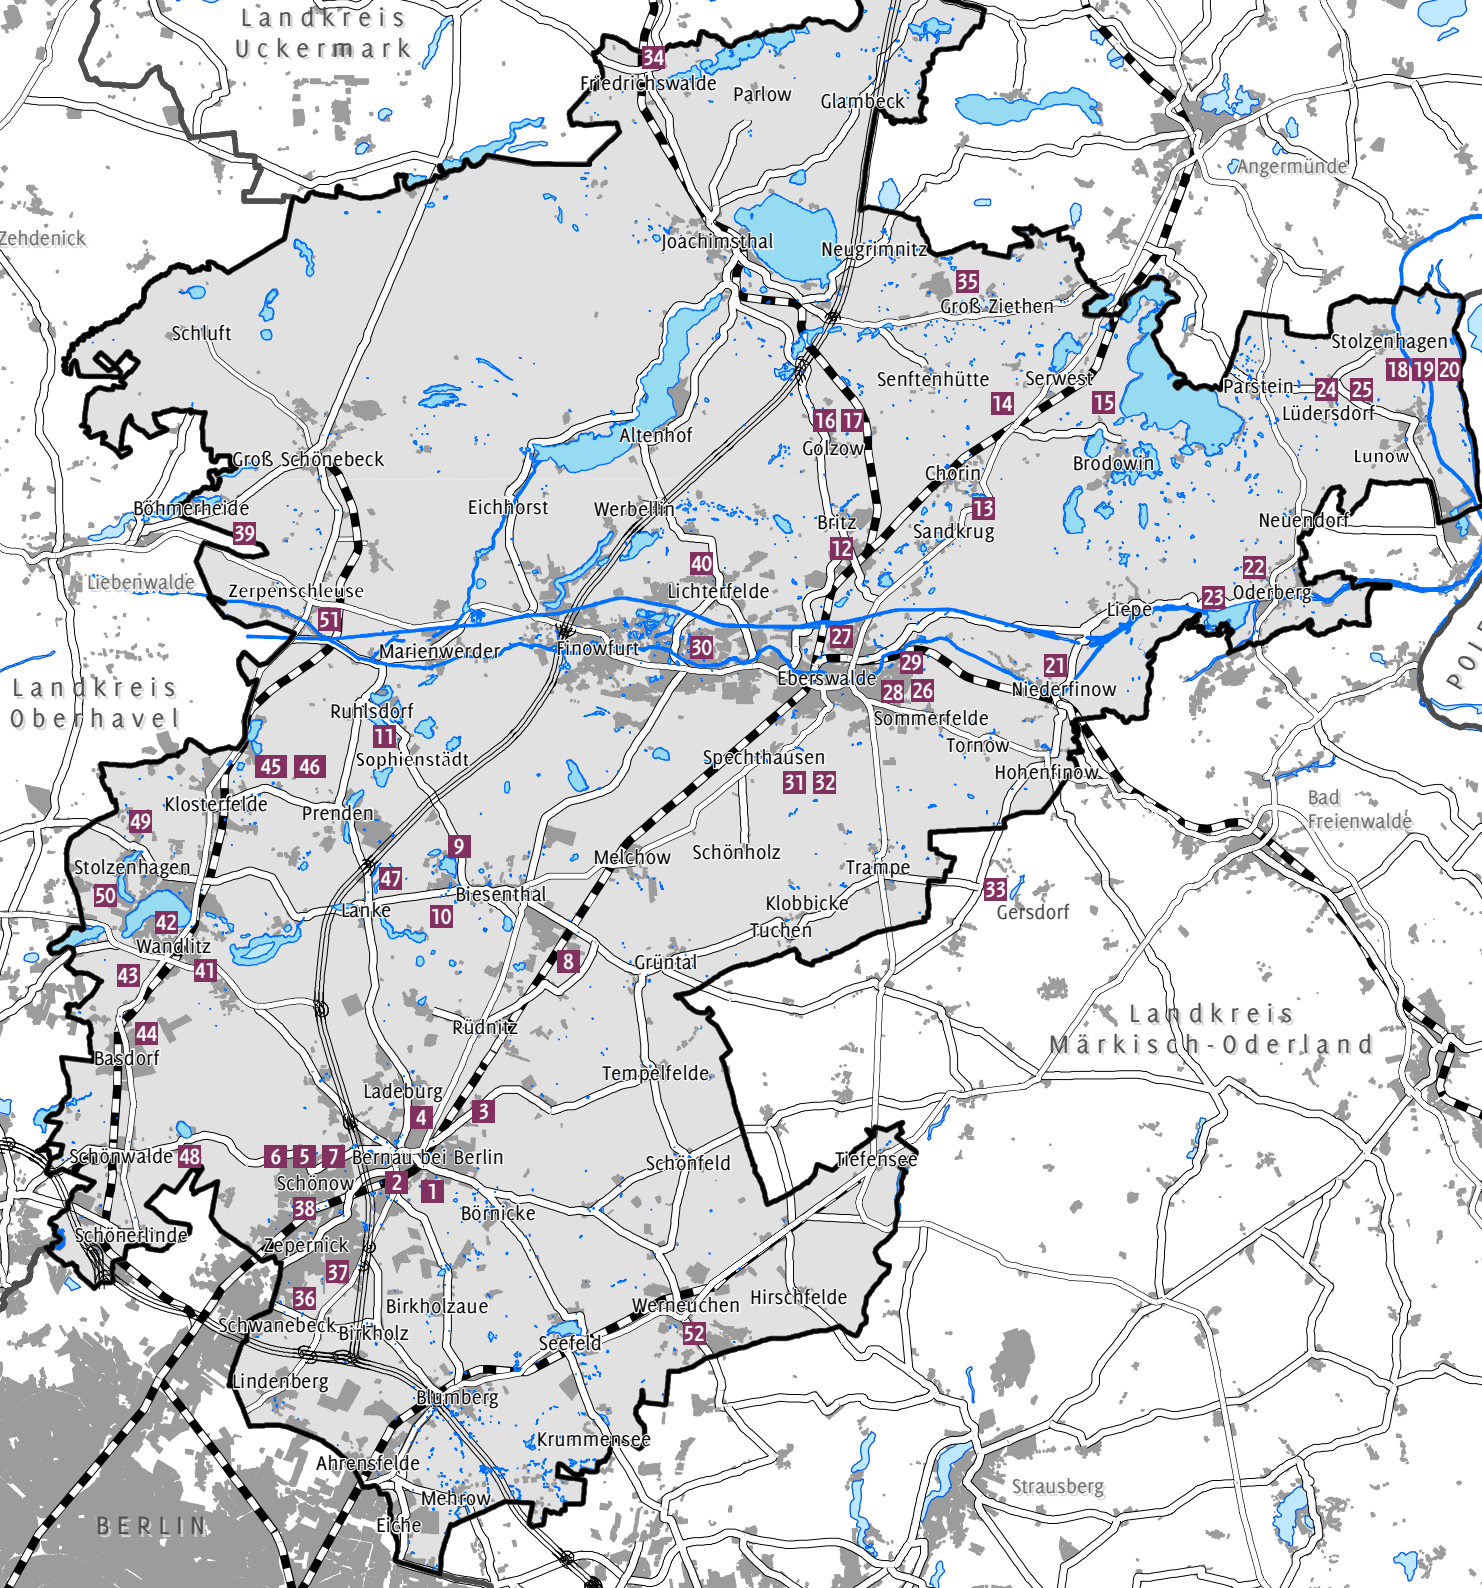 Landkreis
Uckermark
34
Friedrichswalde
Parlow
Glambeck
Angermünde
Zehdenick
Joachimsthal
Neugrimnitz
35
Groß Ziethen
Schluft
Stolzenhagen
18 19 20
Senftenhütte
Serwest
Parstein
24 25
14
15
Lüdersdorf
16 17
Altenhof
Golzow
Groß Schönebeck
Chorin
Brodowin
Lunow
Böhmerheide
Eichhorst
Werbellin
13
39
Britz
Sandkrug
Neuendorf
12
40
22
Liebenwalde
Zerpenschleuse
Lichterfelde
23
Oderberg
51
Liepe
27
POLE
Marienwerder
Finowfurt
30
29
21
Landkreis
Oberhavel
Eberswalde
28 26
Niederfinow
Ruhlsdorf
11
Sommerfelde
Tornow
Sophienstädt
45 46
Spechthausen
31 32
Hohenfinow
Klosterfelde
Prenden
Bad
Freienwalde
49
9
Stolzenhagen
47
Melchow
Schönholz
Trampe
50
Biesenthal
33
42
Lanke
10
Klobbicke
Gersdorf
Wandlitz
Tuchen
43
41
8
Grüntal
Landkreis
Märkisch-Oderland
44
Rüdnitz
Basdorf
Tempelfelde
Ladeburg
4
3
Schönwalde
48
6 5 7
Bernau bei Berlin
Schönfeld
Tiefensee
Schönow
2
1
38
Börnicke
Schönerlinde
Zepernick
37
36
Birkholzaue
Werneuchen
Hirschfelde
Schwanebeck
Birkholz
Seefeld
52
Lindenberg
Blumberg
Krummensee
Ahrensfelde
Mehrow
Strausberg
BERLIN
Eiche